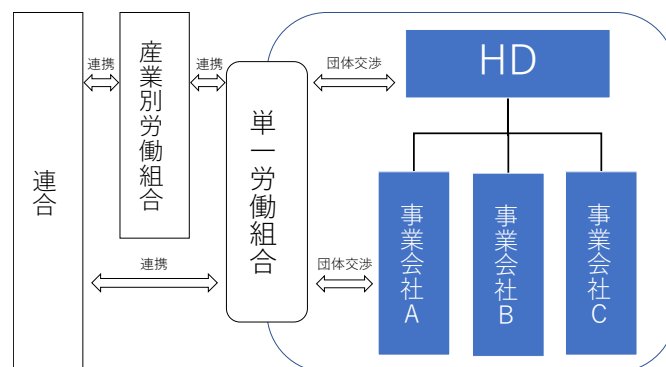 連合
連携
産業別労働組合
連携
単一労働組合
団体交渉
HD
連携
団体交渉
事業会社A
事業会社B
事業会社C